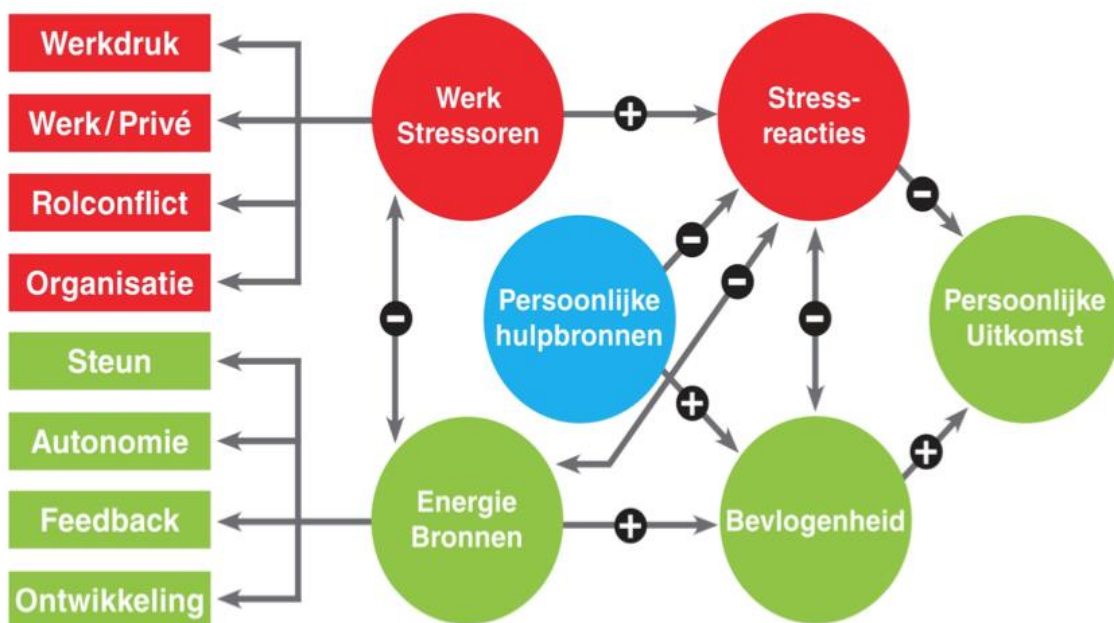 Werkdruk
Werk/Privé
Rolconflict
Organisatie
Steun
Autonomie
Feedback
Ontwikkeling
Werk
Stressoren
+
Stress-
reacties
-
-
-
-
-
Persoonlijke
hulpbronnen
+
Persoonlijke
Uitkomst
Energie
Bronnen
+
Bevlogenheid
+